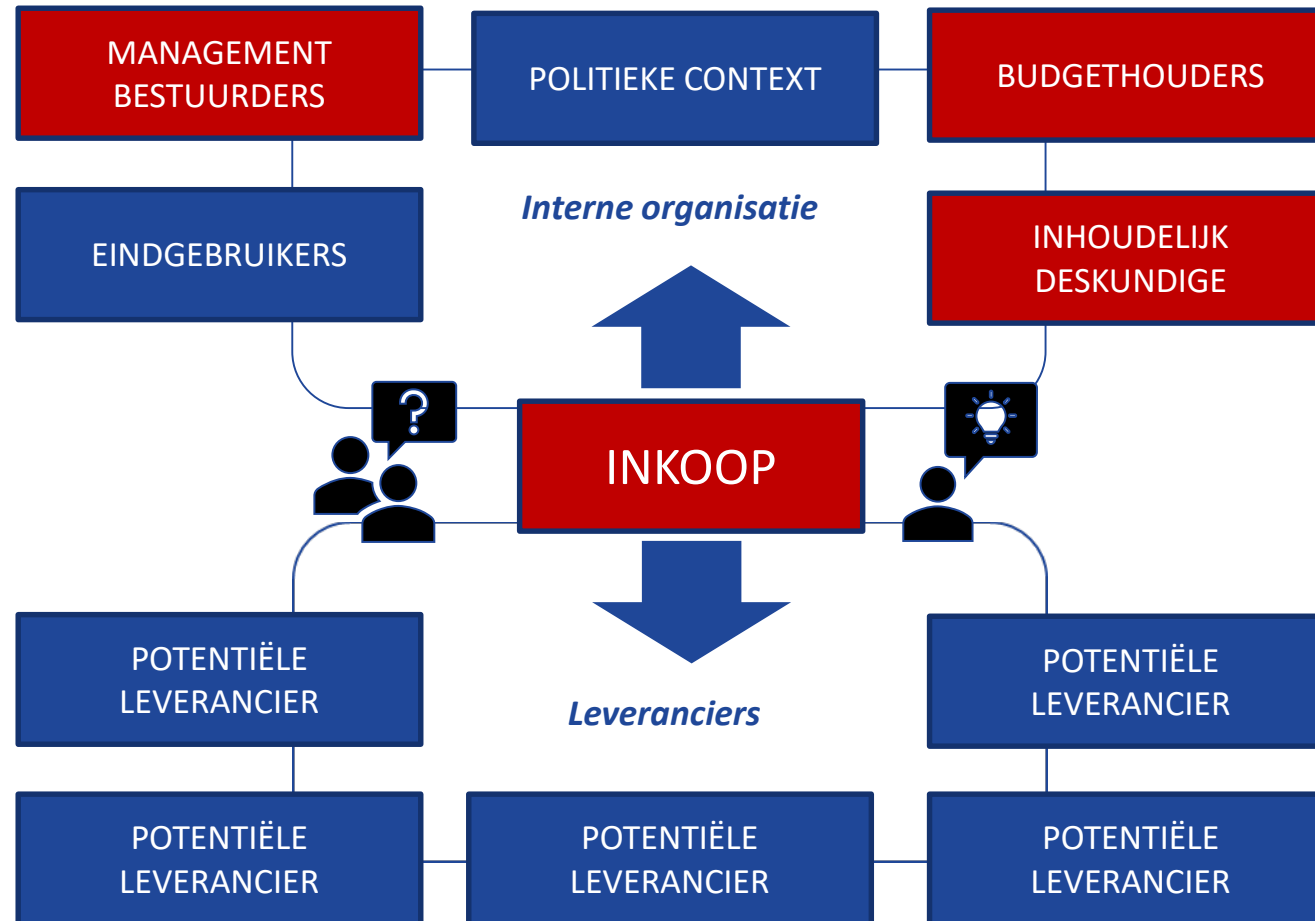 MANAGEMENT
BESTUURDERS
POLITIEKE CONTEXT
BUDGETHOUDERS
EINDGEBRUIKERS
Interne organisatie
INHOUDELIJK
DESKUNDIGE
?
INKOOP
POTENTIËLE
LEVERANCIER
Leveranciers
POTENTIËLE
LEVERANCIER
POTENTIËLE
LEVERANCIER
POTENTIËLE
LEVERANCIER
POTENTIËLE
LEVERANCIER